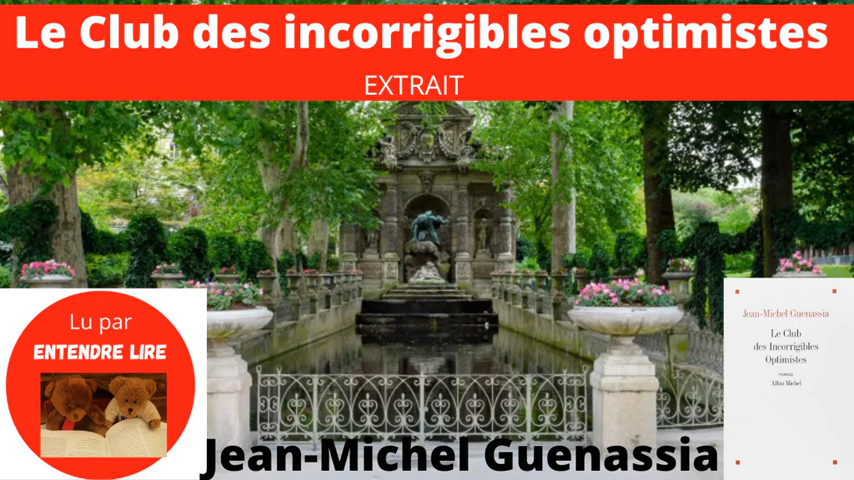 Le Club des incorrigibles optimistes
EXTRAIT
Lu par
ENTENDRE LIRE
Jean-Michel Guenassia
Le Club
des Incorrigibles
Optimistes
roman
Albin Michel
Jean-Michel Guenassia